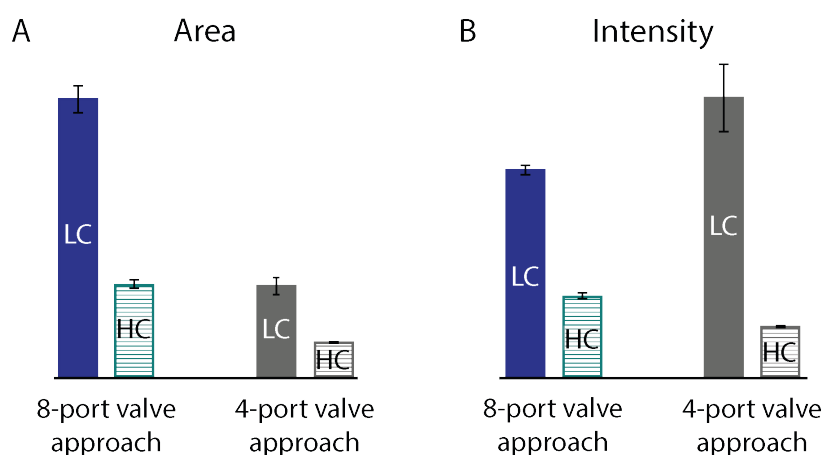 A
Area
LC
HC
LC
HC
8-port valve
approach
4-port valve
approach
B
Intensity
LC
HC
LC
HC
8-port valve
approach
4-port valve
approach